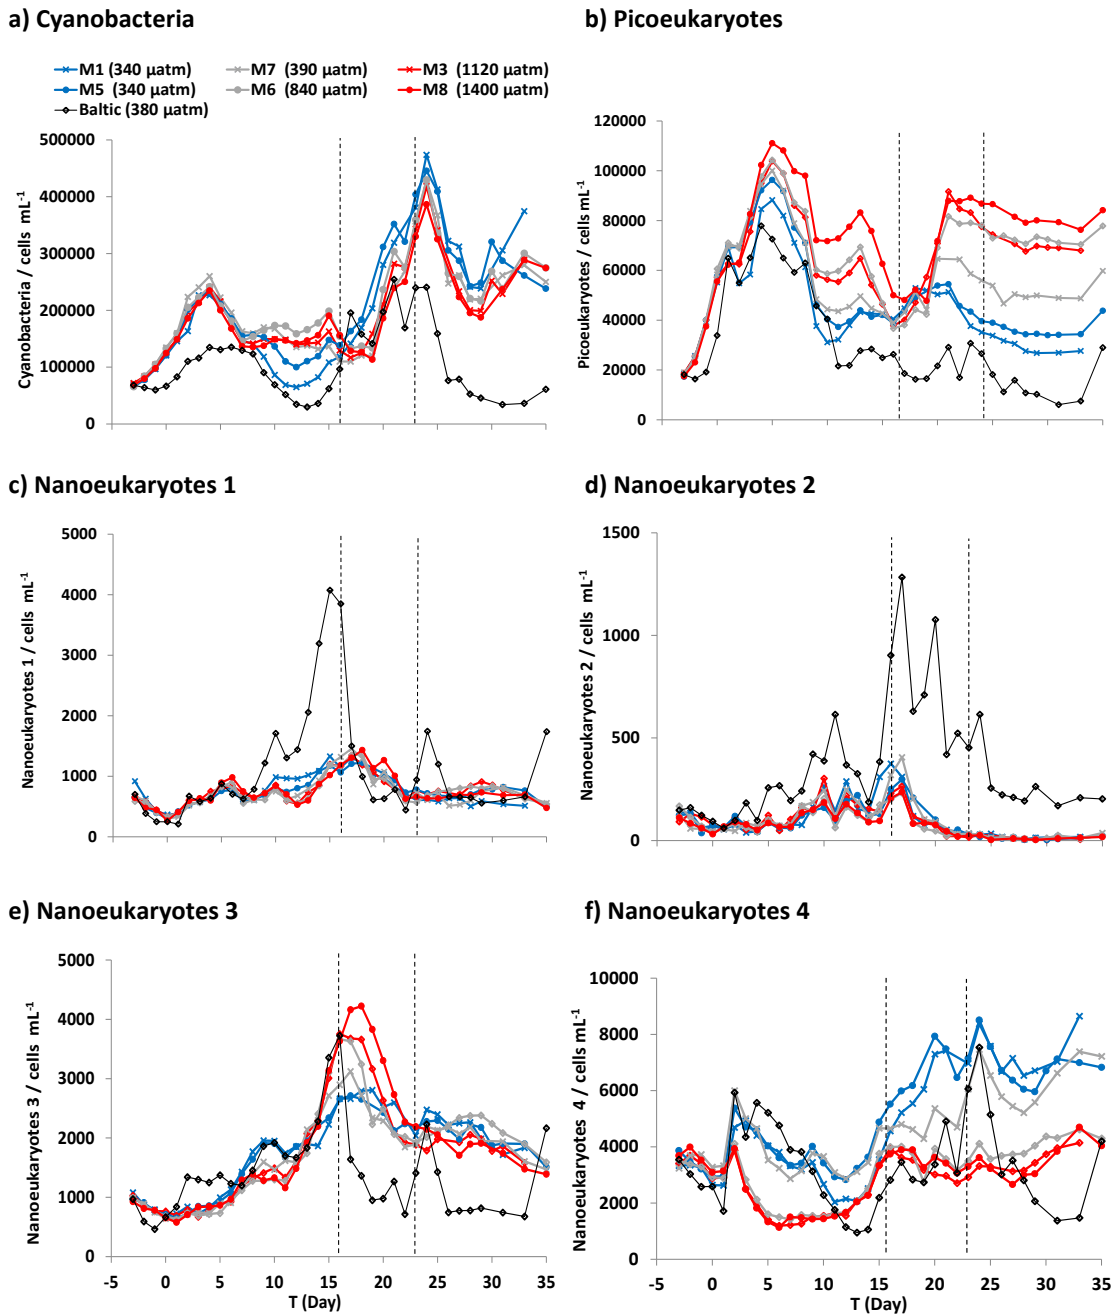 a) Cyanobacteria
b) Picoeukaryotes
M1 (340 µatm) M7 (390 µatm) M3 (1120 µatm)
M5 (340 µatm) M6 (840 µatm) M8 (1400 µatm)
Baltic (380 µatm)
Cyanobacteria / cells mL-1
500000
400000
300000
200000
100000
0
Picoeukaryotes / cells mL-1
120000
100000
80000
60000
40000
20000
0
c) Nanoeukaryotes 1
d) Nanoeukaryotes 2
Nanoeukaryotes 1 / cells mL-1
5000
4000
3000
2000
1000
0
Nanoeukaryotes 2 / cells mL-1
1500
1000
500
0
e) Nanoeukaryotes 3
f) Nanoeukaryotes 4
Nanoeukaryotes 3 / cells mL-1
5000
4000
3000
2000
1000
0
-5 0 5 10 15 20 25 30 35
T (Day)
Nanoeukaryotes 4 / cells mL-1
10000
8000
6000
4000
2000
0
-5 0 5 10 15 20 25 30 35
T (Day)